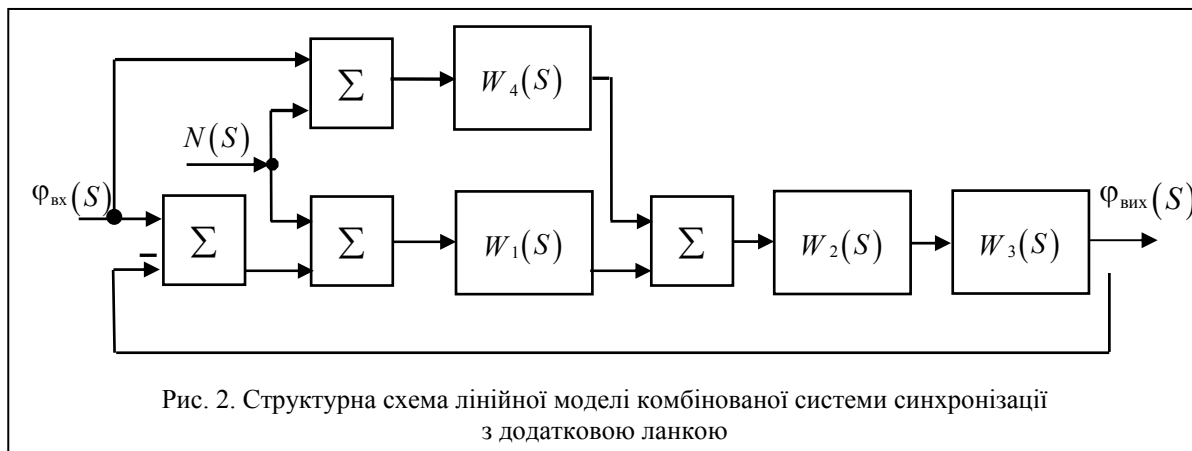 Σ
W₄(S)
N(S)
φвх(S)
Σ
Σ
W₁(S)
Σ
W₂(S)
W₃(S)
φвих(S)
−
Рис. 2. Структурна схема лінійної моделі комбінованої системи синхронізації
з додатковою ланкою